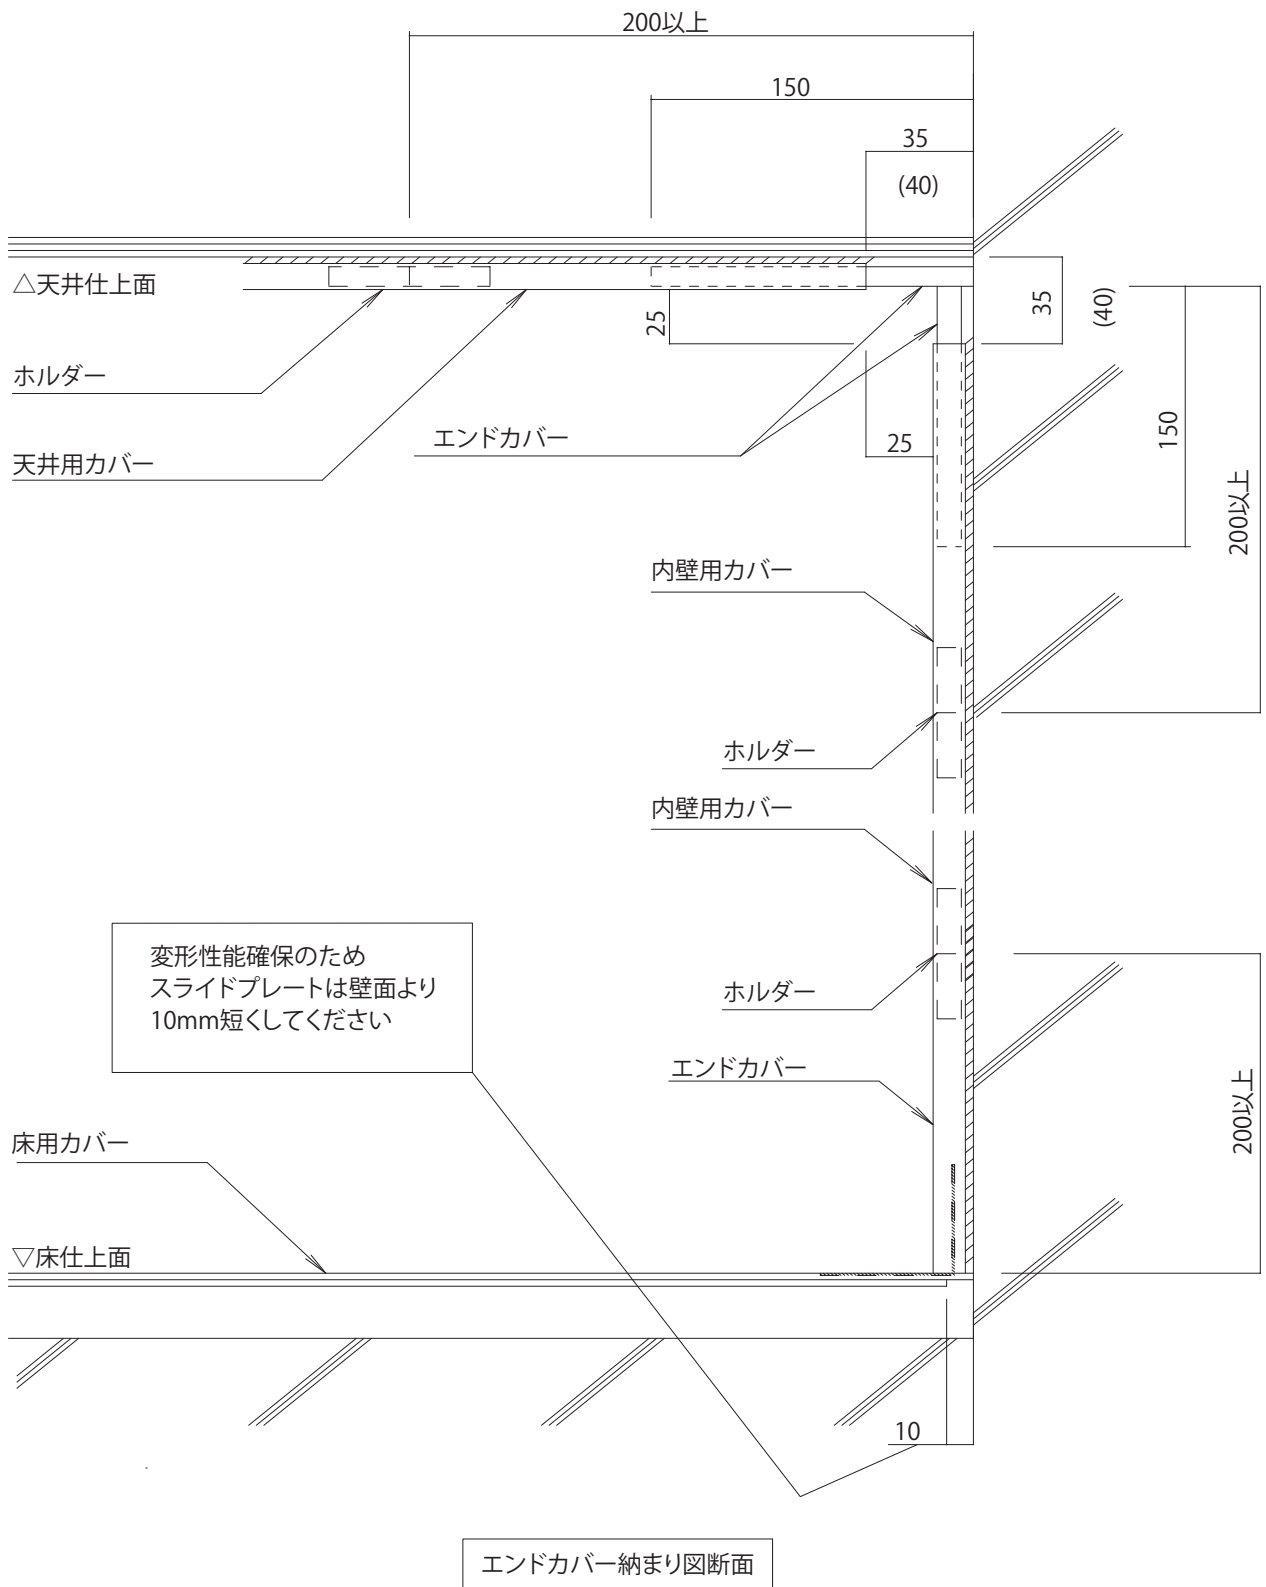 200以上
150
35
(40)
△天井仕上面
35
(40)
25
ホルダー
エンドカバー
25
150
天井用カバー
200以上
内壁用カバー
ホルダー
内壁用カバー
変形性能確保のため
スライドプレートは壁面より
10mm短くしてください
ホルダー
エンドカバー
200以上
床用カバー
▽床仕上面
10
エンドカバー納まり図断面